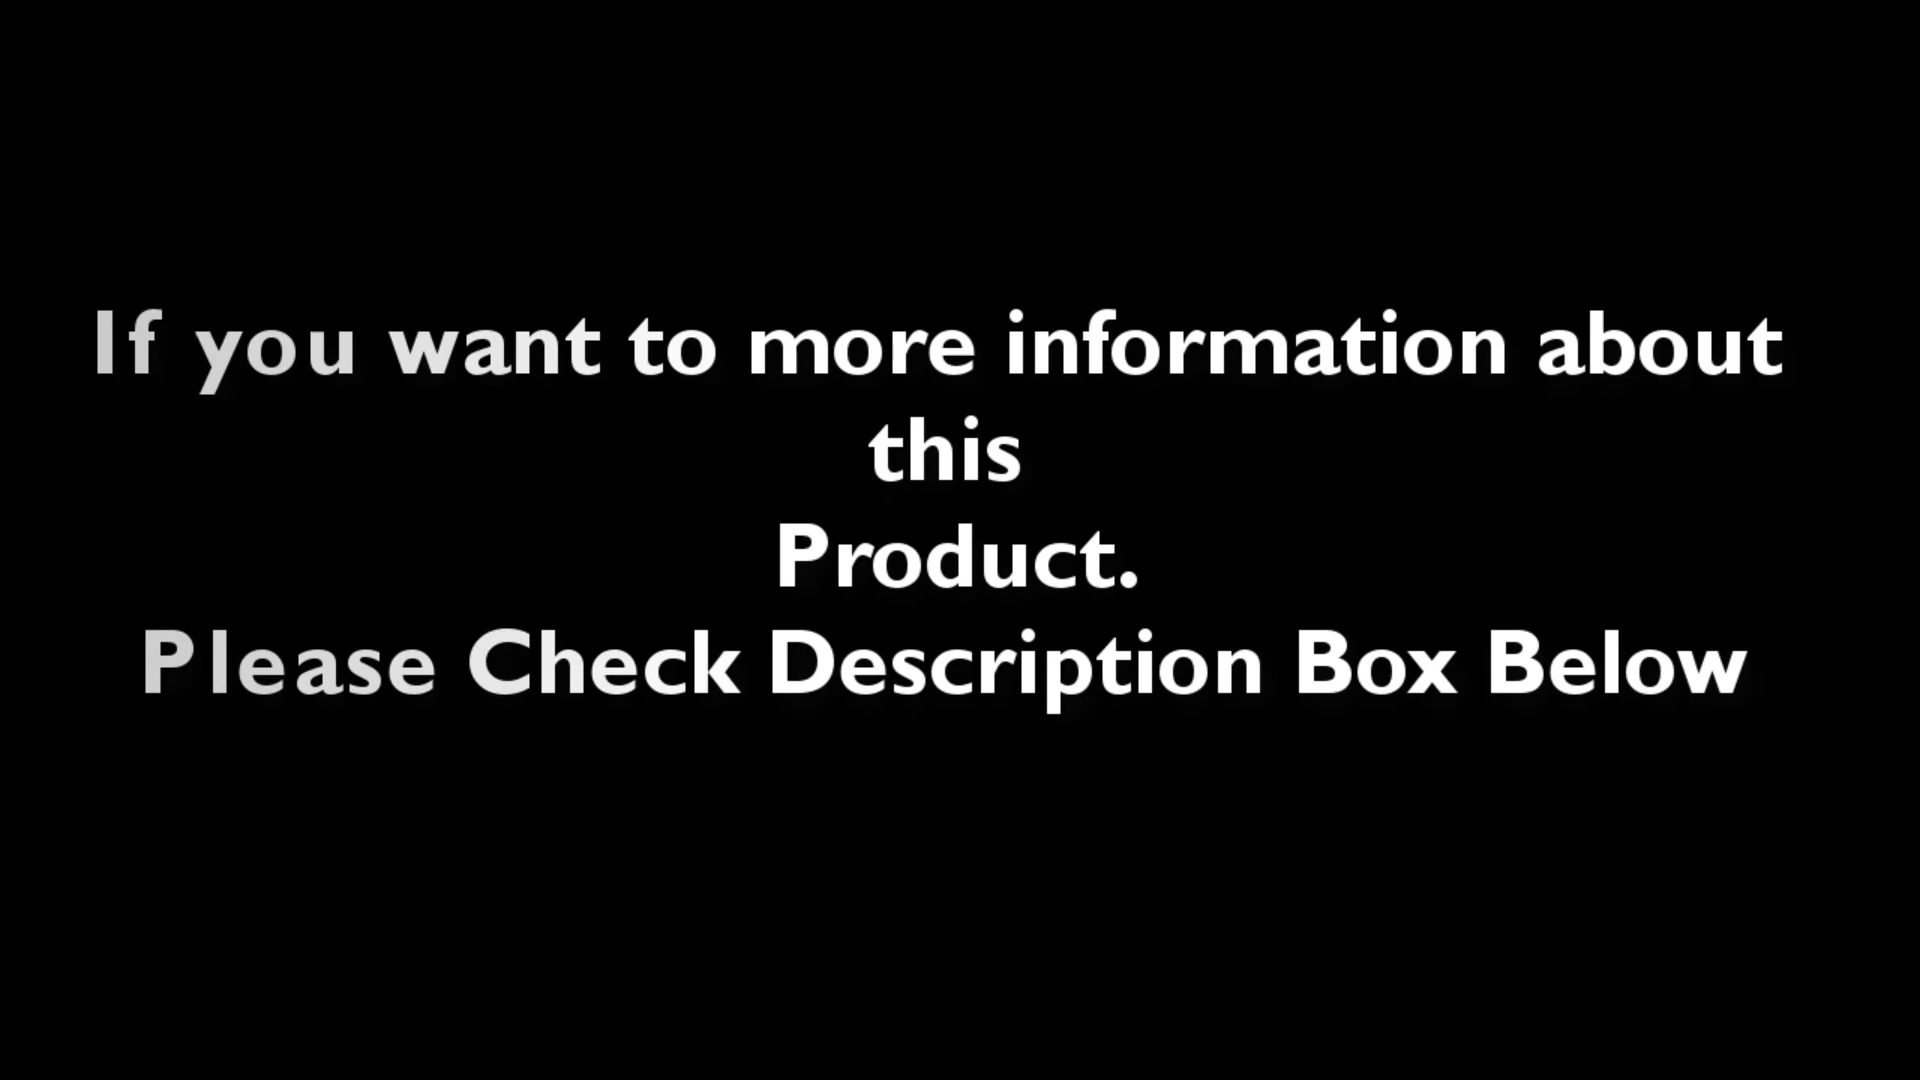 If you want to more information about
this
Product.
Please Check Description Box Below